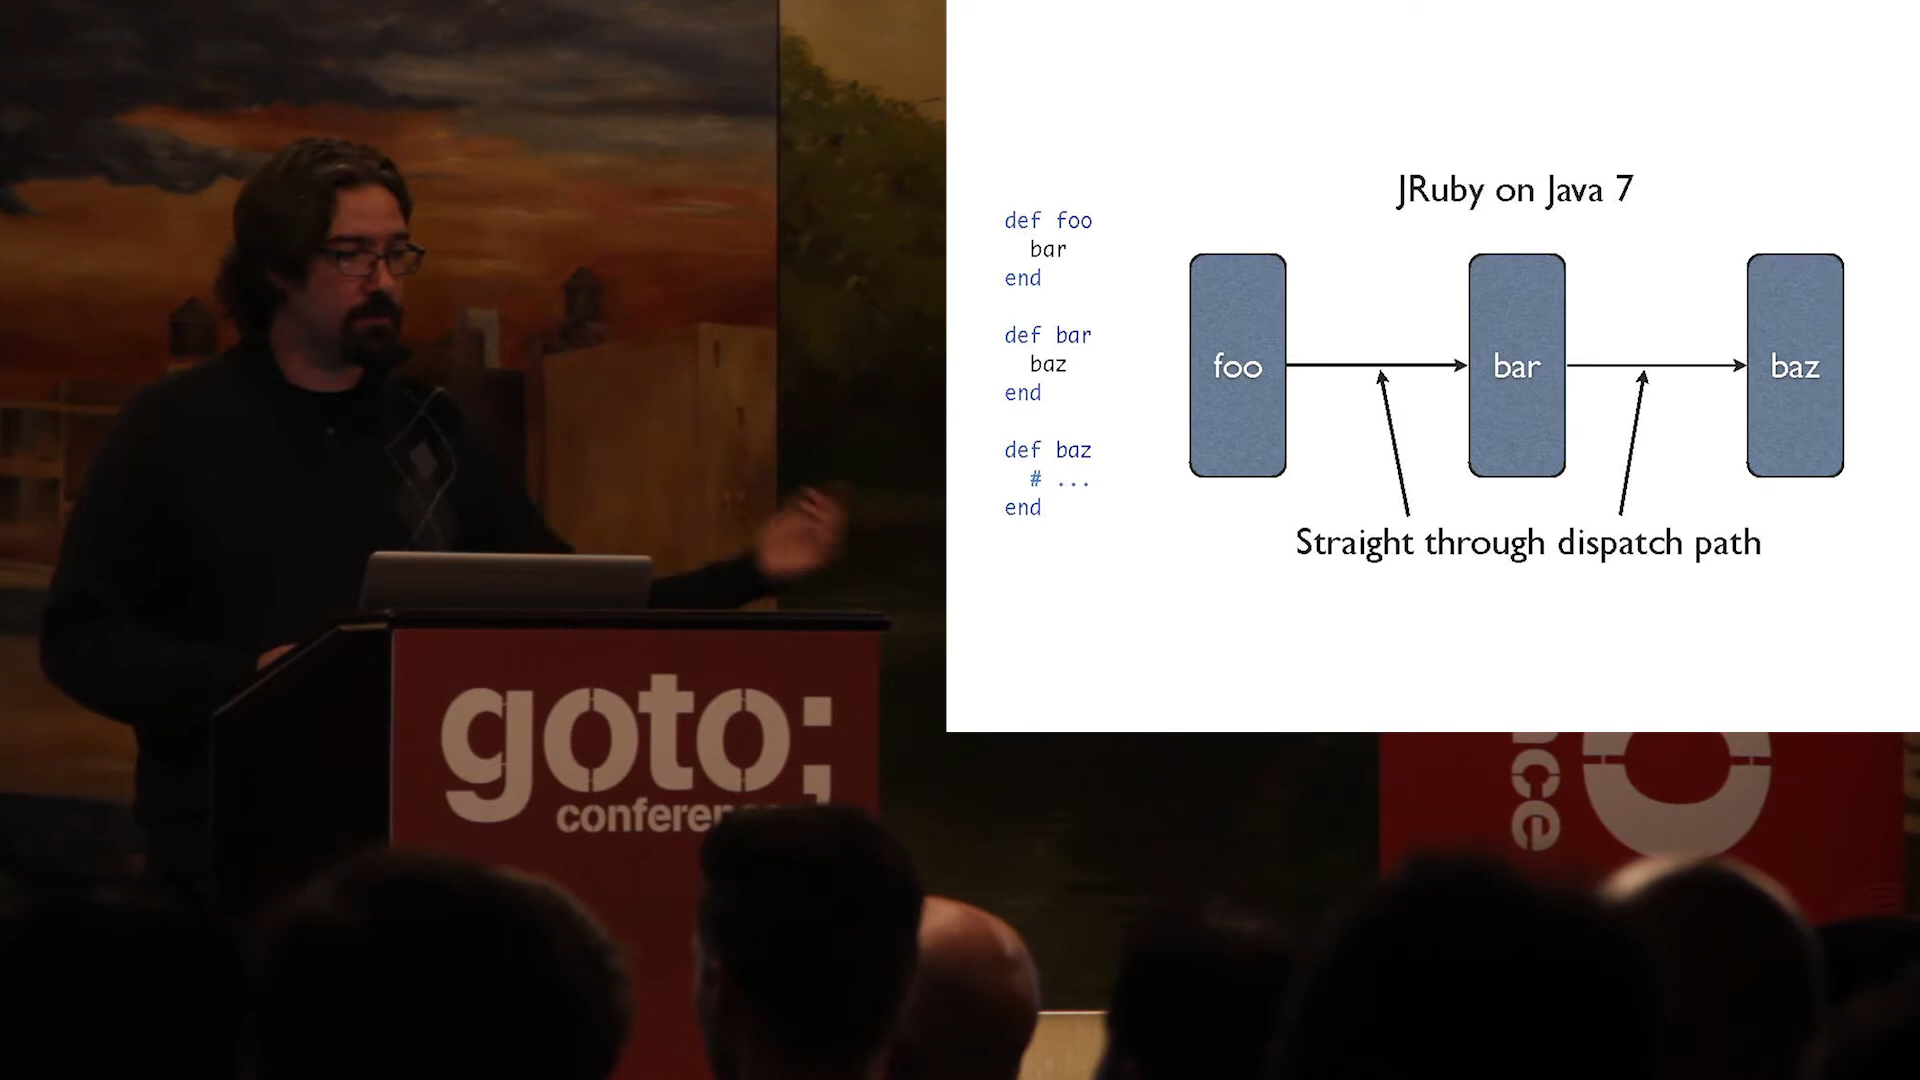 JRuby on Java 7
def foo
bar
end
def bar
baz
end
def baz
# ...
end
foo
bar
baz
Straight through dispatch path
goto;